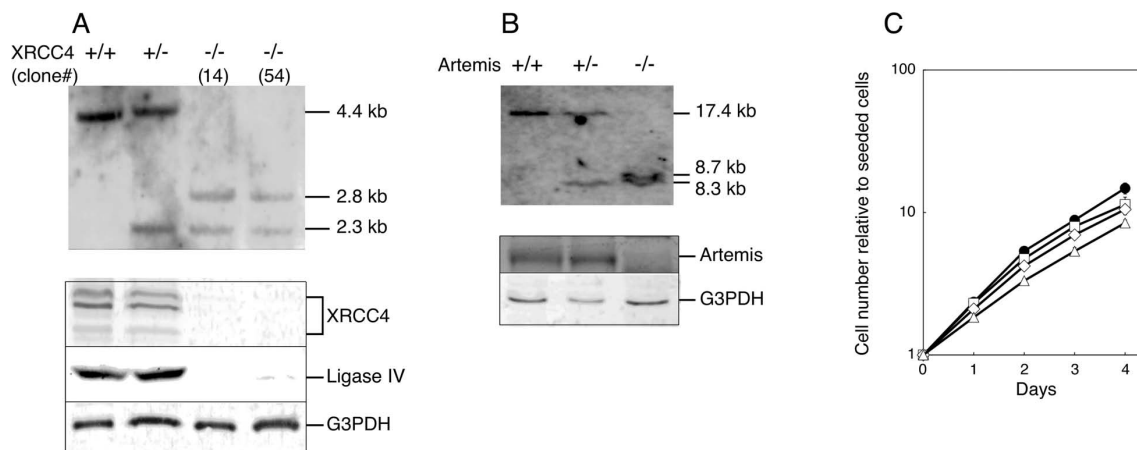 A
XRCC4 +/+ +/- -/- -/-
(clone#) (14) (54)
4.4 kb
2.8 kb
2.3 kb
XRCC4
Ligase IV
G3PDH
B
Artemis +/+ +/- -/-
17.4 kb
8.7 kb
8.3 kb
Artemis
G3PDH
C
Cell number relative to seeded cells
100
10
1
0 1 2 3 4
Days